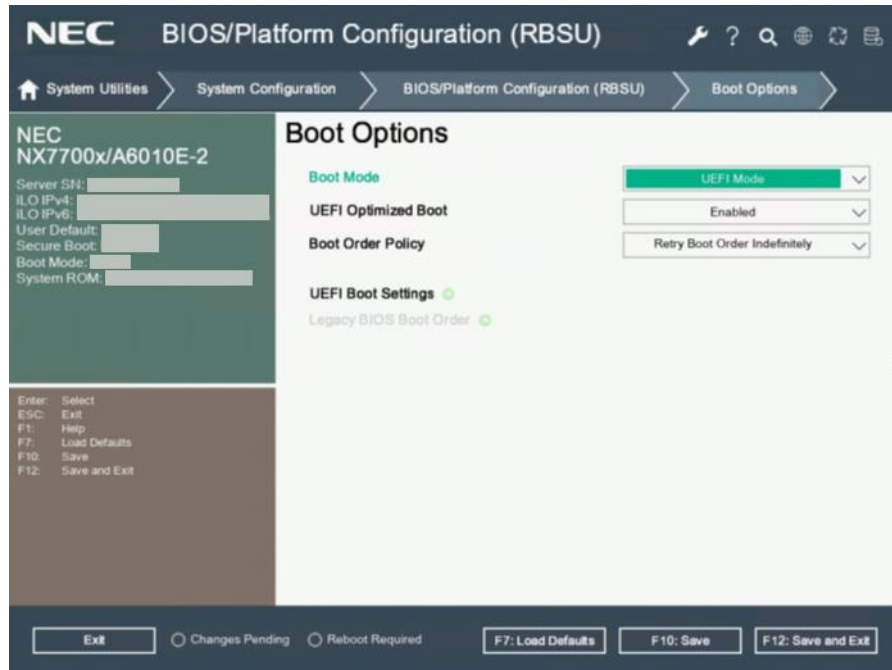 NEC BIOS/Platform Configuration (RBSU) ?
System Utilities System Configuration BIOS/Platform Configuration (RBSU) Boot Options
NEC
NX7700x/A6010E-2
Server SN:
iLO IPv4:
iLO IPv6:
User Default:
Secure Boot:
Boot Mode:
System ROM:
Enter: Select
ESC: Exit
F1: Help
F7: Load Defaults
F10: Save
F12: Save and Exit
Boot Options
Boot Mode UEFI Mode
UEFI Optimized Boot Enabled
Boot Order Policy Retry Boot Order Indefinitely
UEFI Boot Settings
Legacy BIOS Boot Order
Exit Changes Pending Reboot Required F7: Load Defaults F10: Save F12: Save and Exit